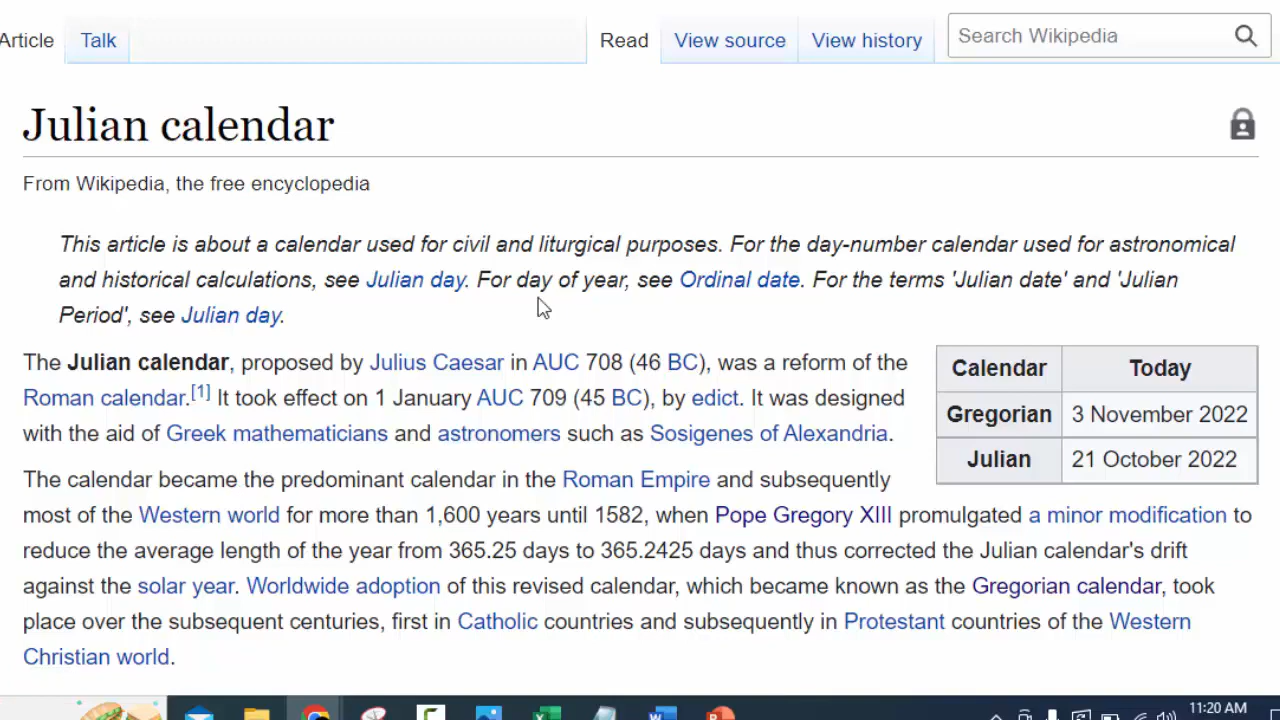 Article Talk Read View source View history Search Wikipedia
Julian calendar
From Wikipedia, the free encyclopedia
This article is about a calendar used for civil and liturgical purposes. For the day-number calendar used for astronomical
and historical calculations, see Julian day. For day of year, see Ordinal date. For the terms 'Julian date' and 'Julian
Period', see Julian day.
The Julian calendar, proposed by Julius Caesar in AUC 708 (46 BC), was a reform of the
Roman calendar.[1] It took effect on 1 January AUC 709 (45 BC), by edict. It was designed
with the aid of Greek mathematicians and astronomers such as Sosigenes of Alexandria.
Calendar Today
Gregorian 3 November 2022
Julian 21 October 2022
The calendar became the predominant calendar in the Roman Empire and subsequently
most of the Western world for more than 1,600 years until 1582, when Pope Gregory XIII promulgated a minor modification to
reduce the average length of the year from 365.25 days to 365.2425 days and thus corrected the Julian calendar's drift
against the solar year. Worldwide adoption of this revised calendar, which became known as the Gregorian calendar, took
place over the subsequent centuries, first in Catholic countries and subsequently in Protestant countries of the Western
Christian world.
11:20 AM